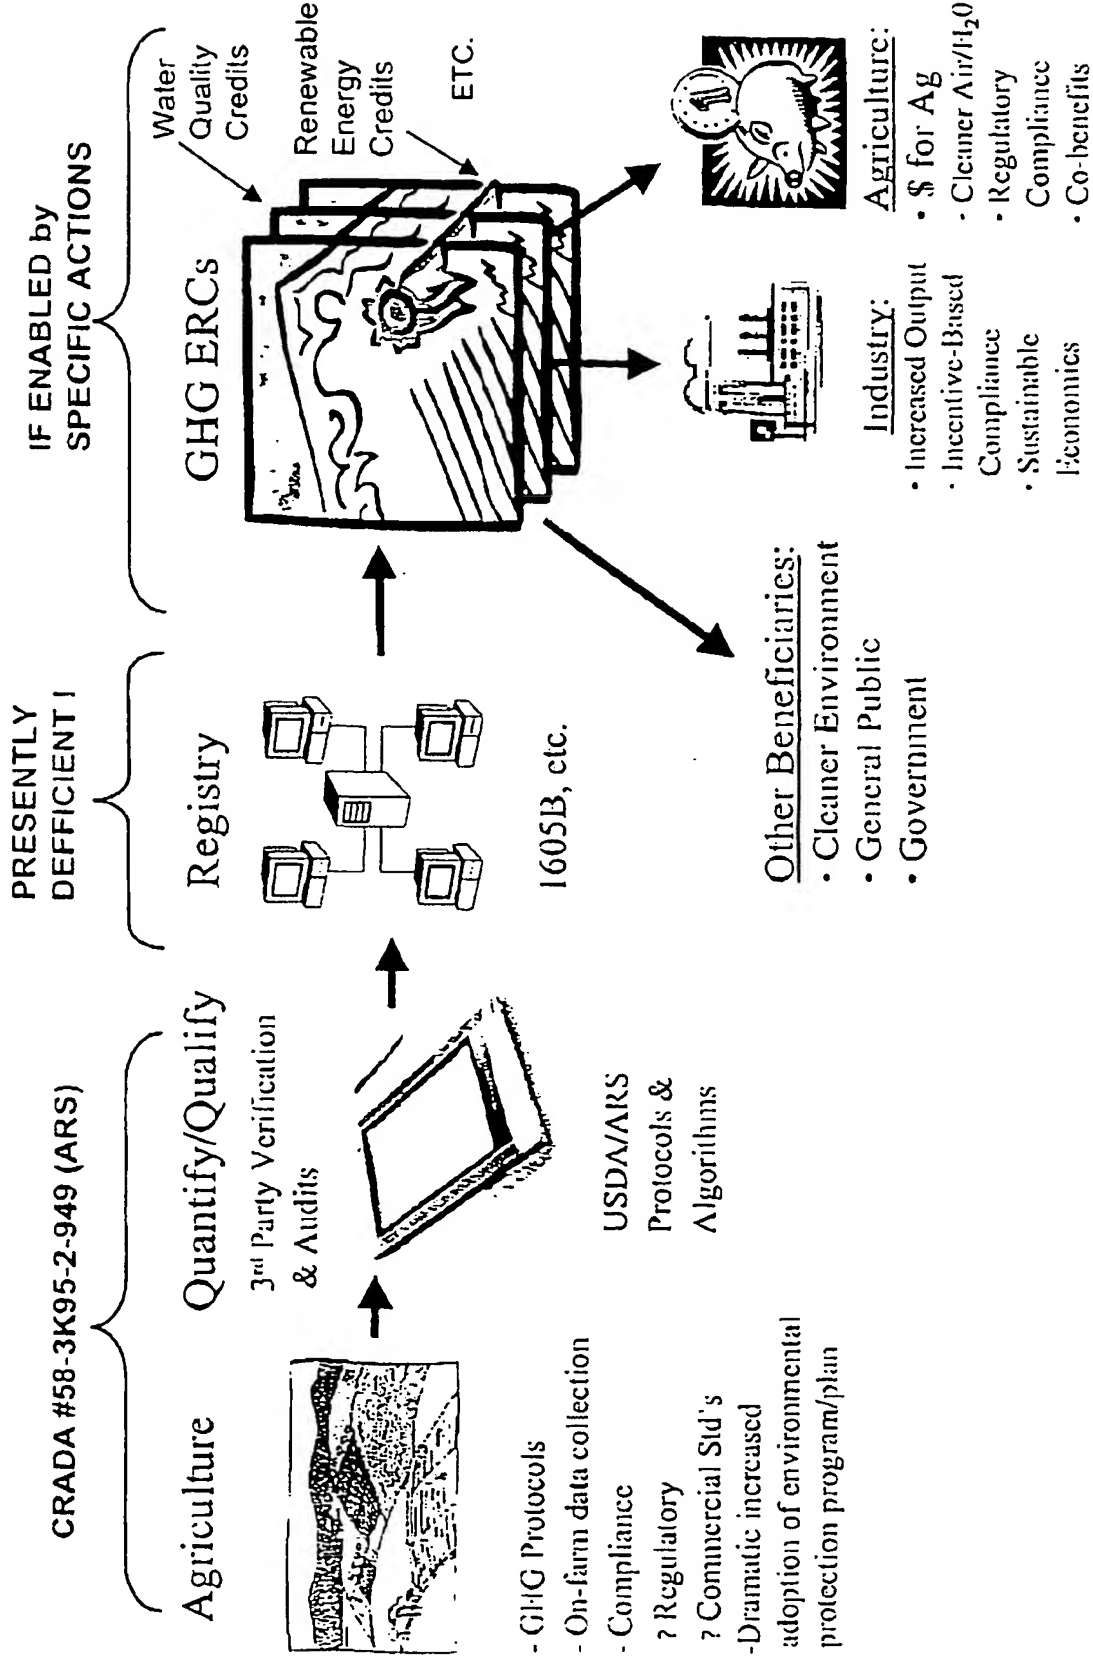 CRADA #58-3K95-2-949 (ARS)
PRESENTLY
DEFFICIENT !
IF ENABLED by
SPECIFIC ACTIONS
Agriculture
- GHG Protocols
- On-farm data collection
- Compliance
? Regulatory
? Commercial Std's
-Dramatic increased
adoption of environmental
protection program/plan
Quantify/Qualify
3rd Party Verification
& Audits
USDA/ARS
Protocols &
Algorithms
Registry
1605B, etc.
GHG ERCs
Water
Quality
Credits
Renewable
Energy
Credits
ETC.
Other Beneficiaries:
• Cleaner Environment
• General Public
• Government
Industry:
• Increased Output
• Incentive-Based
Compliance
• Sustainable
Economics
Agriculture:
• $ for Ag
• Cleaner Air/H2O
• Regulatory
Compliance
• Co-benefits